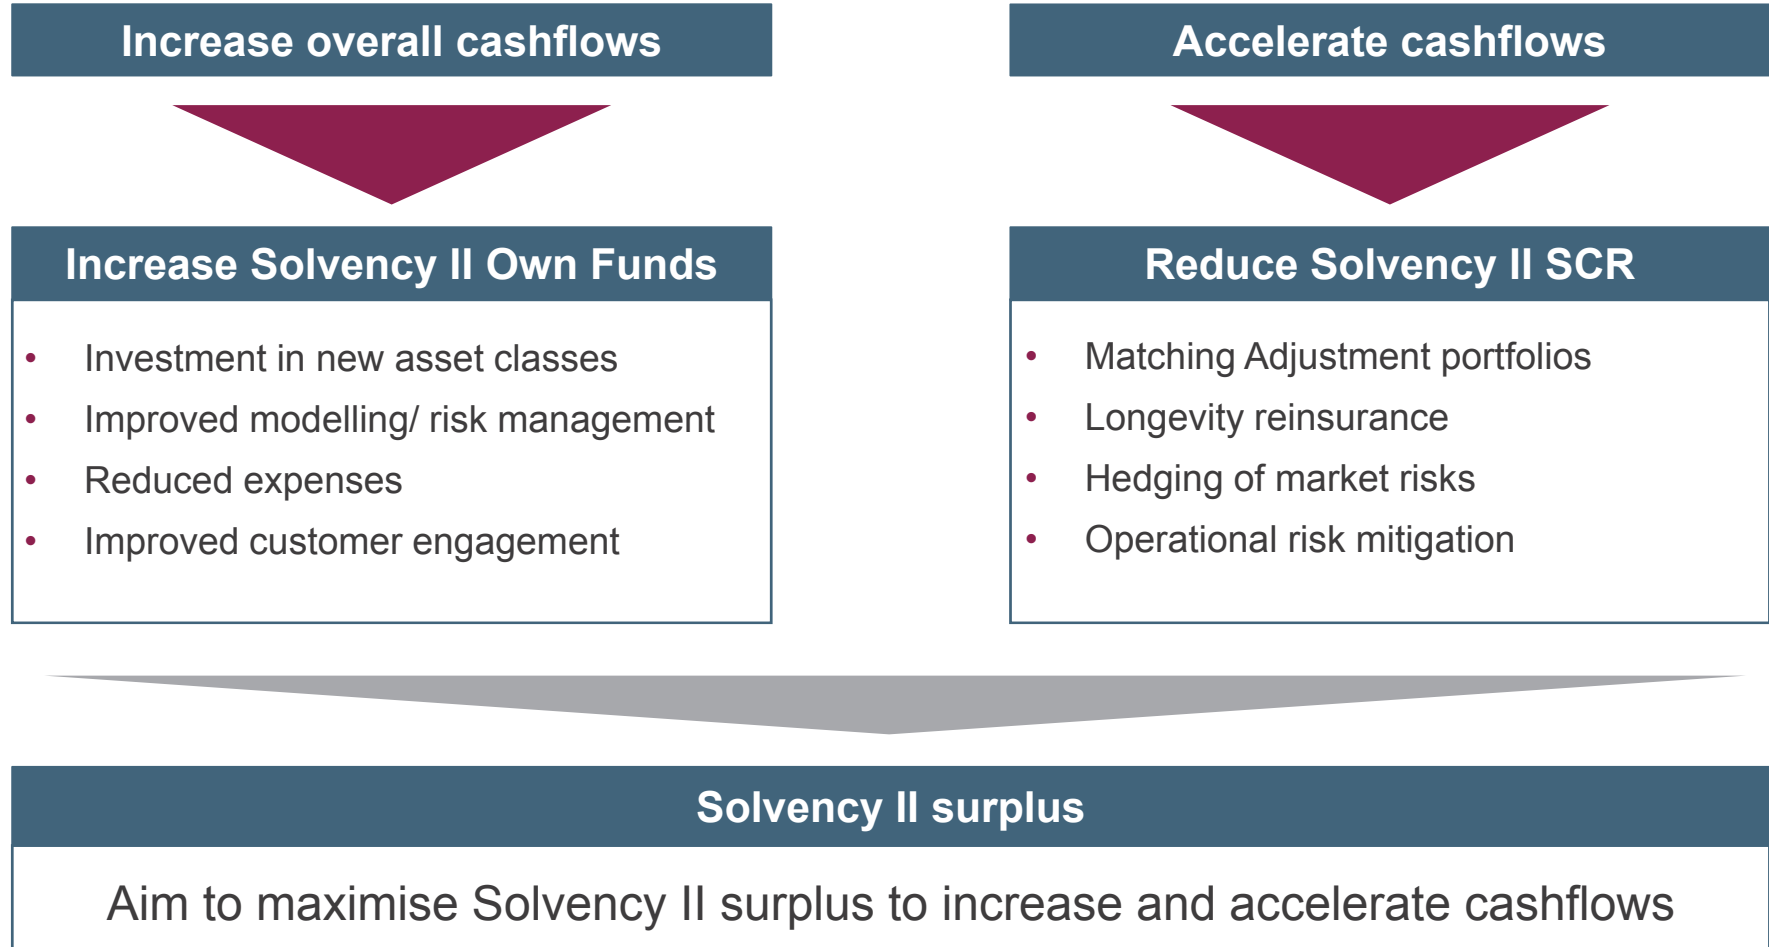 Increase overall cashflows
Accelerate cashflows
Increase Solvency II Own Funds
• Investment in new asset classes
• Improved modelling/ risk management
• Reduced expenses
• Improved customer engagement
Reduce Solvency II SCR
• Matching Adjustment portfolios
• Longevity reinsurance
• Hedging of market risks
• Operational risk mitigation
Solvency II surplus
Aim to maximise Solvency II surplus to increase and accelerate cashflows